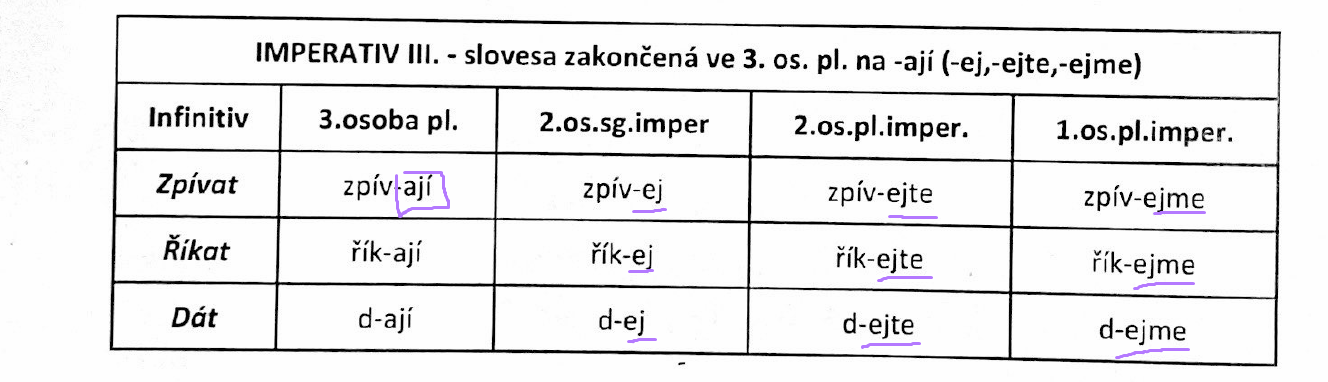 IMPERATIV III. - slovesa zakončená ve 3. os. pl. na -ají (-ej,-ejte,-ejme)
Infinitiv 3.osoba pl. 2.os.sg.imper 2.os.pl.imper. 1.os.pl.imper.
Zpívat zpív-ají zpív-ej zpív-ejte zpív-ejme
Říkat řík-ají řík-ej řík-ejte řík-ejme
Dát d-ají d-ej d-ejte d-ejme